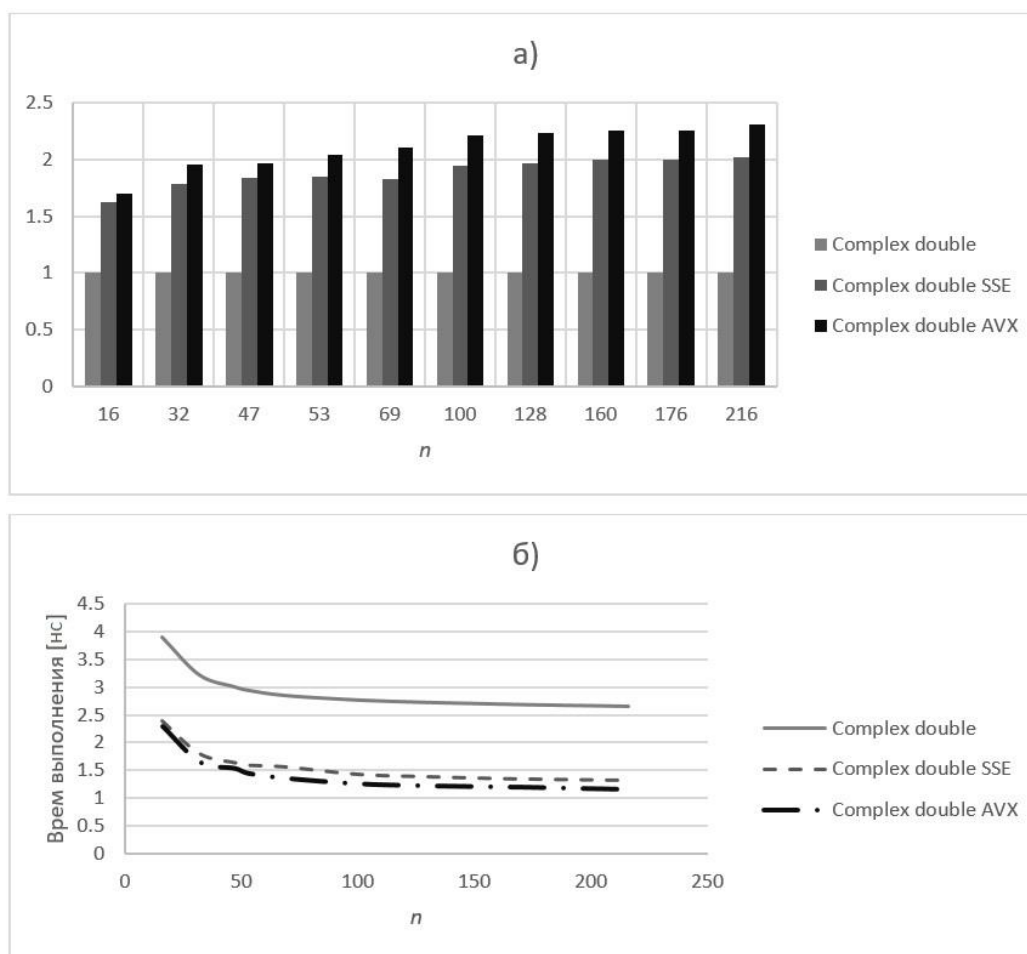 а)
2.5
2
1.5
1
0.5
0
16 32 47 53 69 100 128 160 176 216
n
Complex double
Complex double SSE
Complex double AVX
б)
Врем выполнения [нс]
4.5
4
3.5
3
2.5
2
1.5
1
0.5
0
0 50 100 150 200 250
n
Complex double
Complex double SSE
Complex double AVX